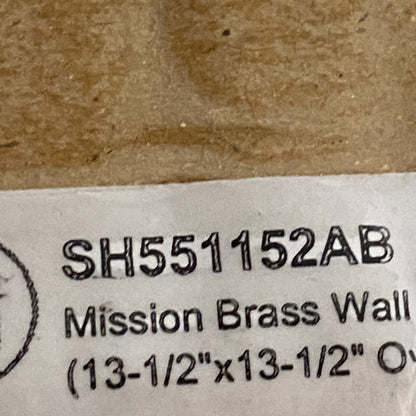 SH551152AB
Mission Brass Wall
(13-1/2"x13-1/2"